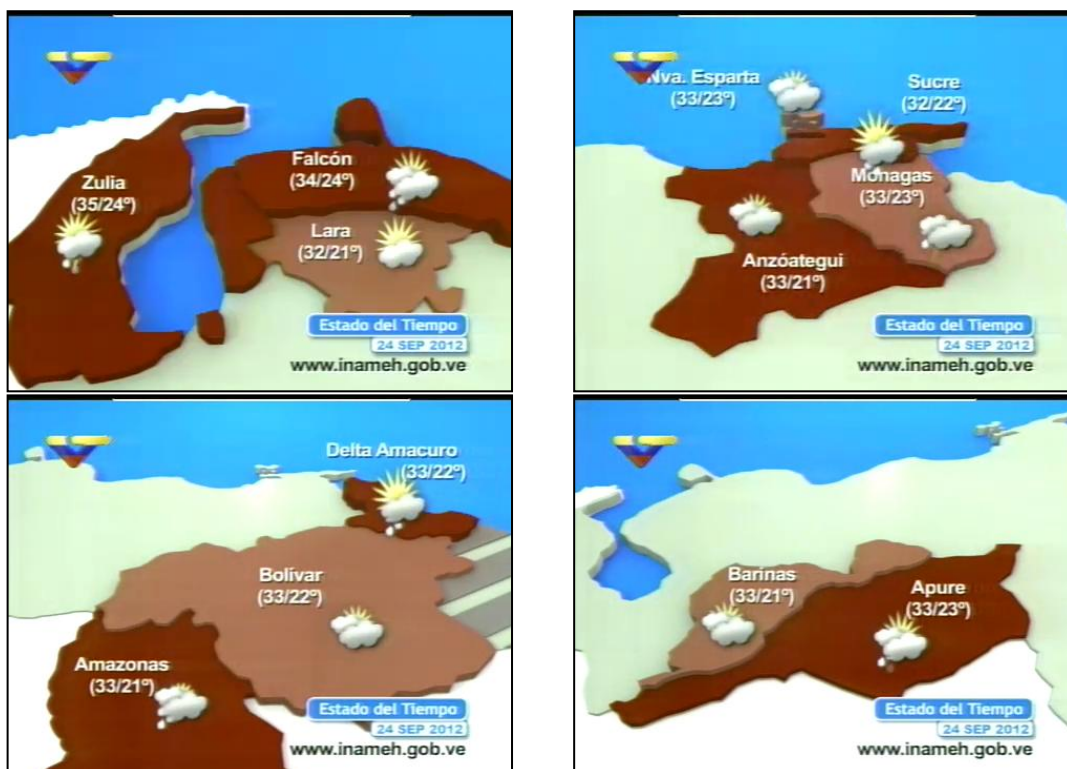 Falcón
(34/24º)
Zulia
(35/24º)
Lara
(32/21º)
Estado del Tiempo
24 SEP 2012
www.inameh.gob.ve
Nva. Esparta
(33/23º)
Sucre
(32/22º)
Monagas
(33/23º)
Anzóategui
(33/21º)
Estado del Tiempo
24 SEP 2012
www.inameh.gob.ve
Delta Amacuro
(33/22º)
Bolívar
(33/22º)
Amazonas
(33/21º)
Estado del Tiempo
24 SEP 2012
www.inameh.gob.ve
Barinas
(33/21º)
Apure
(33/23º)
Estado del Tiempo
24 SEP 2012
www.inameh.gob.ve